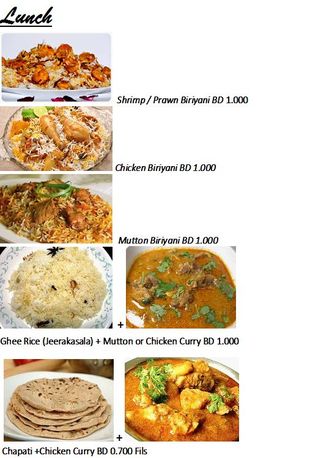 Lunch
Shrimp / Prawn Biriyani BD 1.000
Chicken Biriyani BD 1.000
Mutton Biriyani BD 1.000
+
Ghee Rice (Jeerakasala) + Mutton or Chicken Curry BD 1.000
+
Chapati +Chicken Curry BD 0.700 Fils